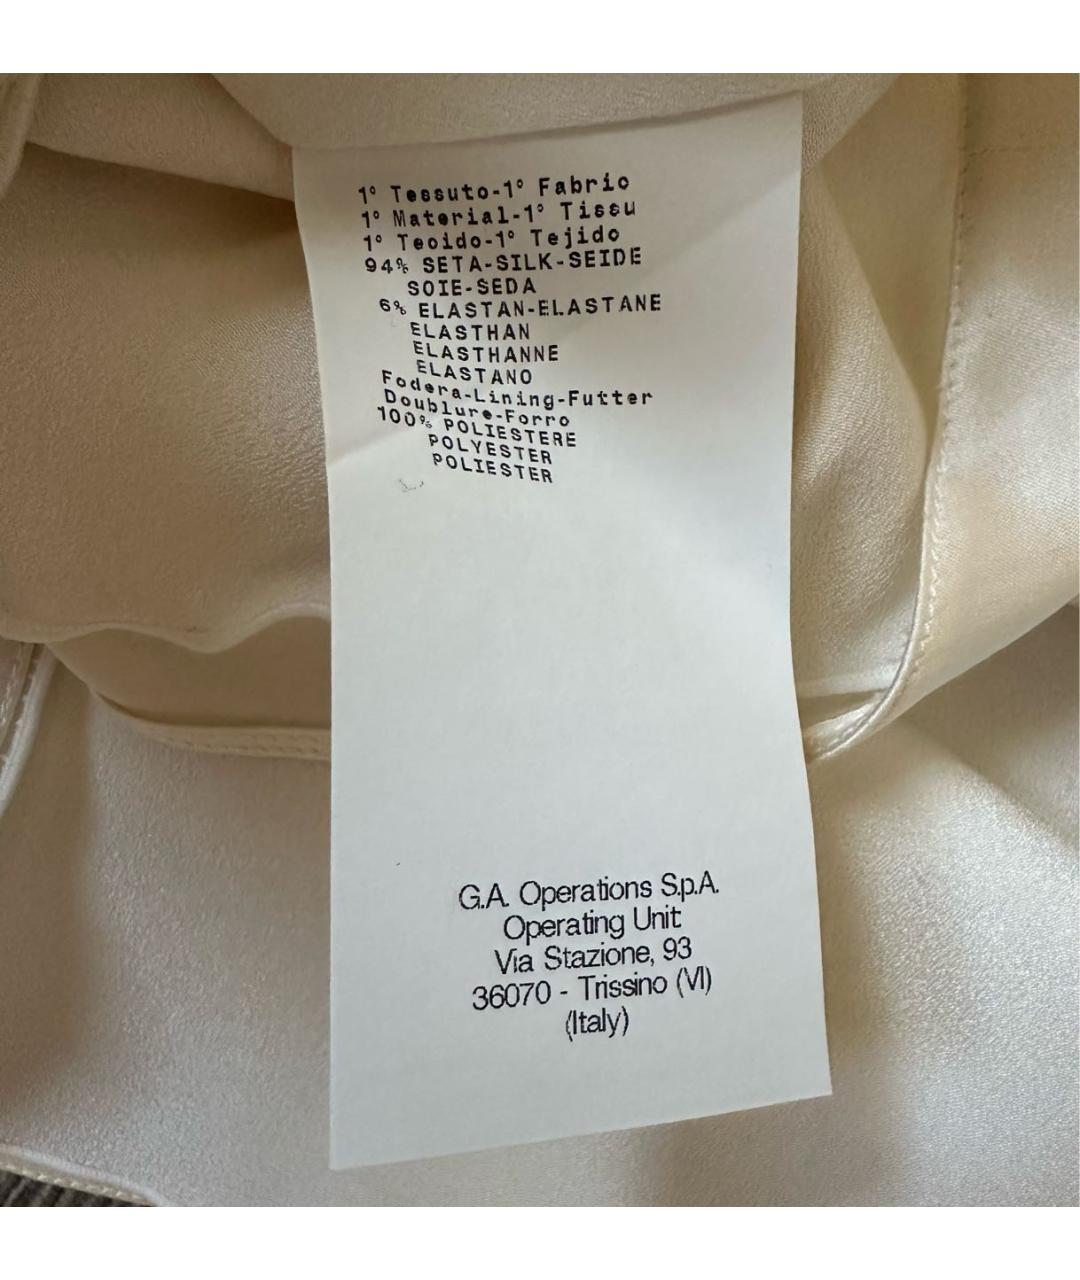 1° Tessuto-1° Fabric
1° Material-1° Tissu
1° Tecido-1° Tejido
94% SETA-SILK-SEIDE
SOIE-SEDA
6% ELASTAN-ELASTANE
ELASTHAN
ELASTHANNE
ELASTANO
Fodera-Lining-Futter
Doublure-Forro
100% POLIESTERE
POLYESTER
POLIESTER
G.A. Operations S.p.A.
Operating Unit
Via Stazione, 93
36070 - Trissino (VI)
(Italy)